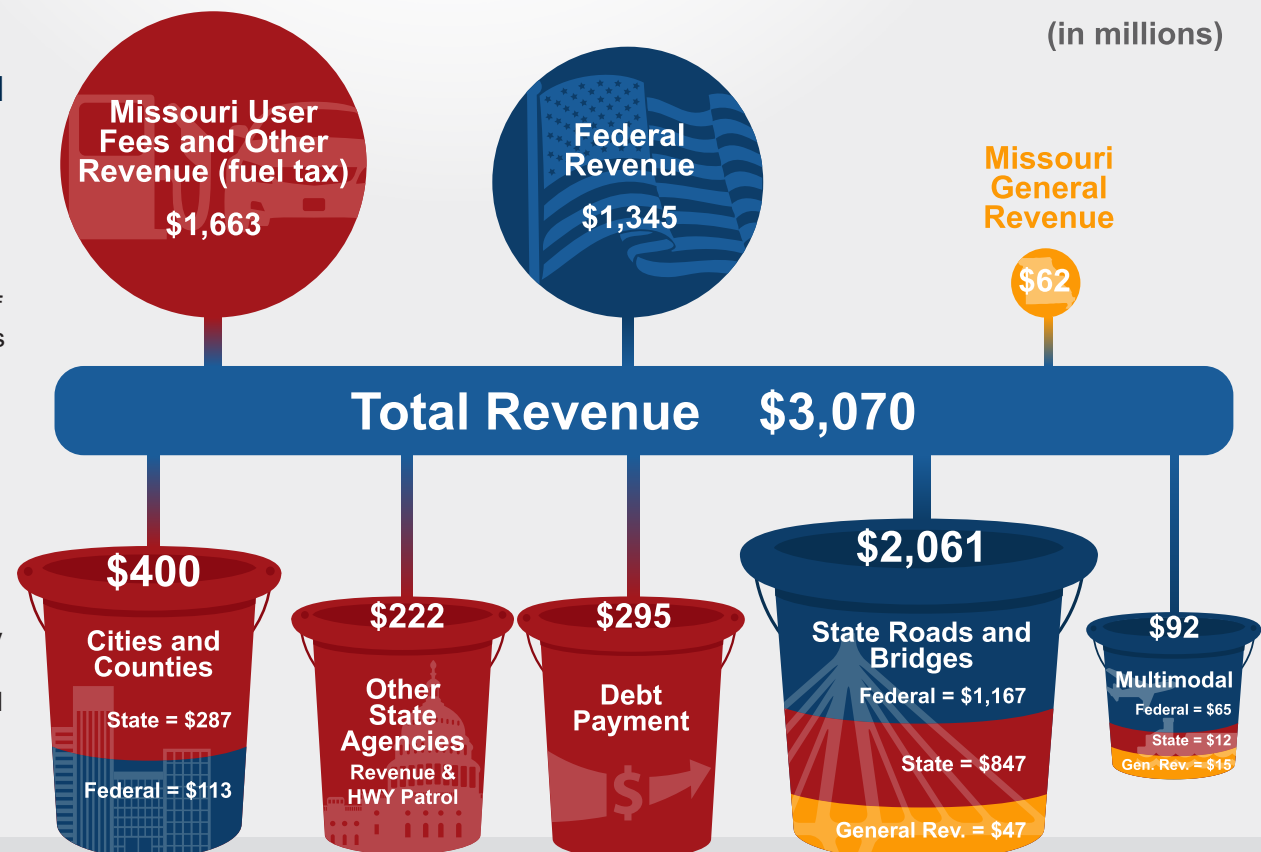 (in millions)
Missouri User
Fees and Other
Revenue (fuel tax)
$1,663
Federal
Revenue
$1,345
Missouri
General
Revenue
$62
Total Revenue $3,070
$400
Cities and
Counties
State = $287
Federal = $113
$222
Other
State
Agencies
Revenue &
HWY Patrol
$295
Debt
Payment
$
$2,061
State Roads and
Bridges
Federal = $1,167
State = $847
General Rev. = $47
$92
Multimodal
Federal = $65
State = $12
Gen. Rev. = $15